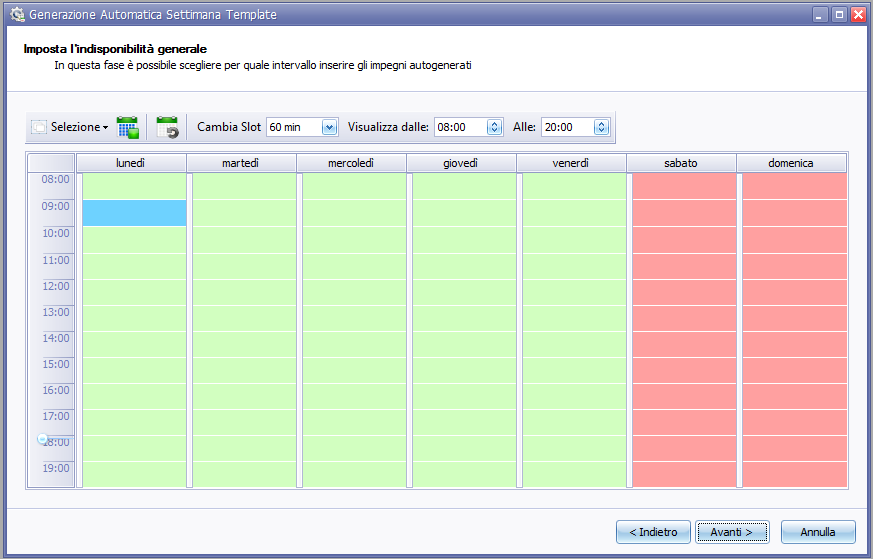 Generazione Automatica Settimana Template
Imposta l'indisponibilità generale
In questa fase è possibile scegliere per quale intervallo inserire gli impegni autogenerati
Selezione Cambia Slot 60 min Visualizza dalle: 08:00 Alle: 20:00
lunedì martedì mercoledì giovedì venerdì sabato domenica
08:00
09:00
10:00
11:00
12:00
13:00
14:00
15:00
16:00
17:00
18:00
19:00
< Indietro Avanti > Annulla